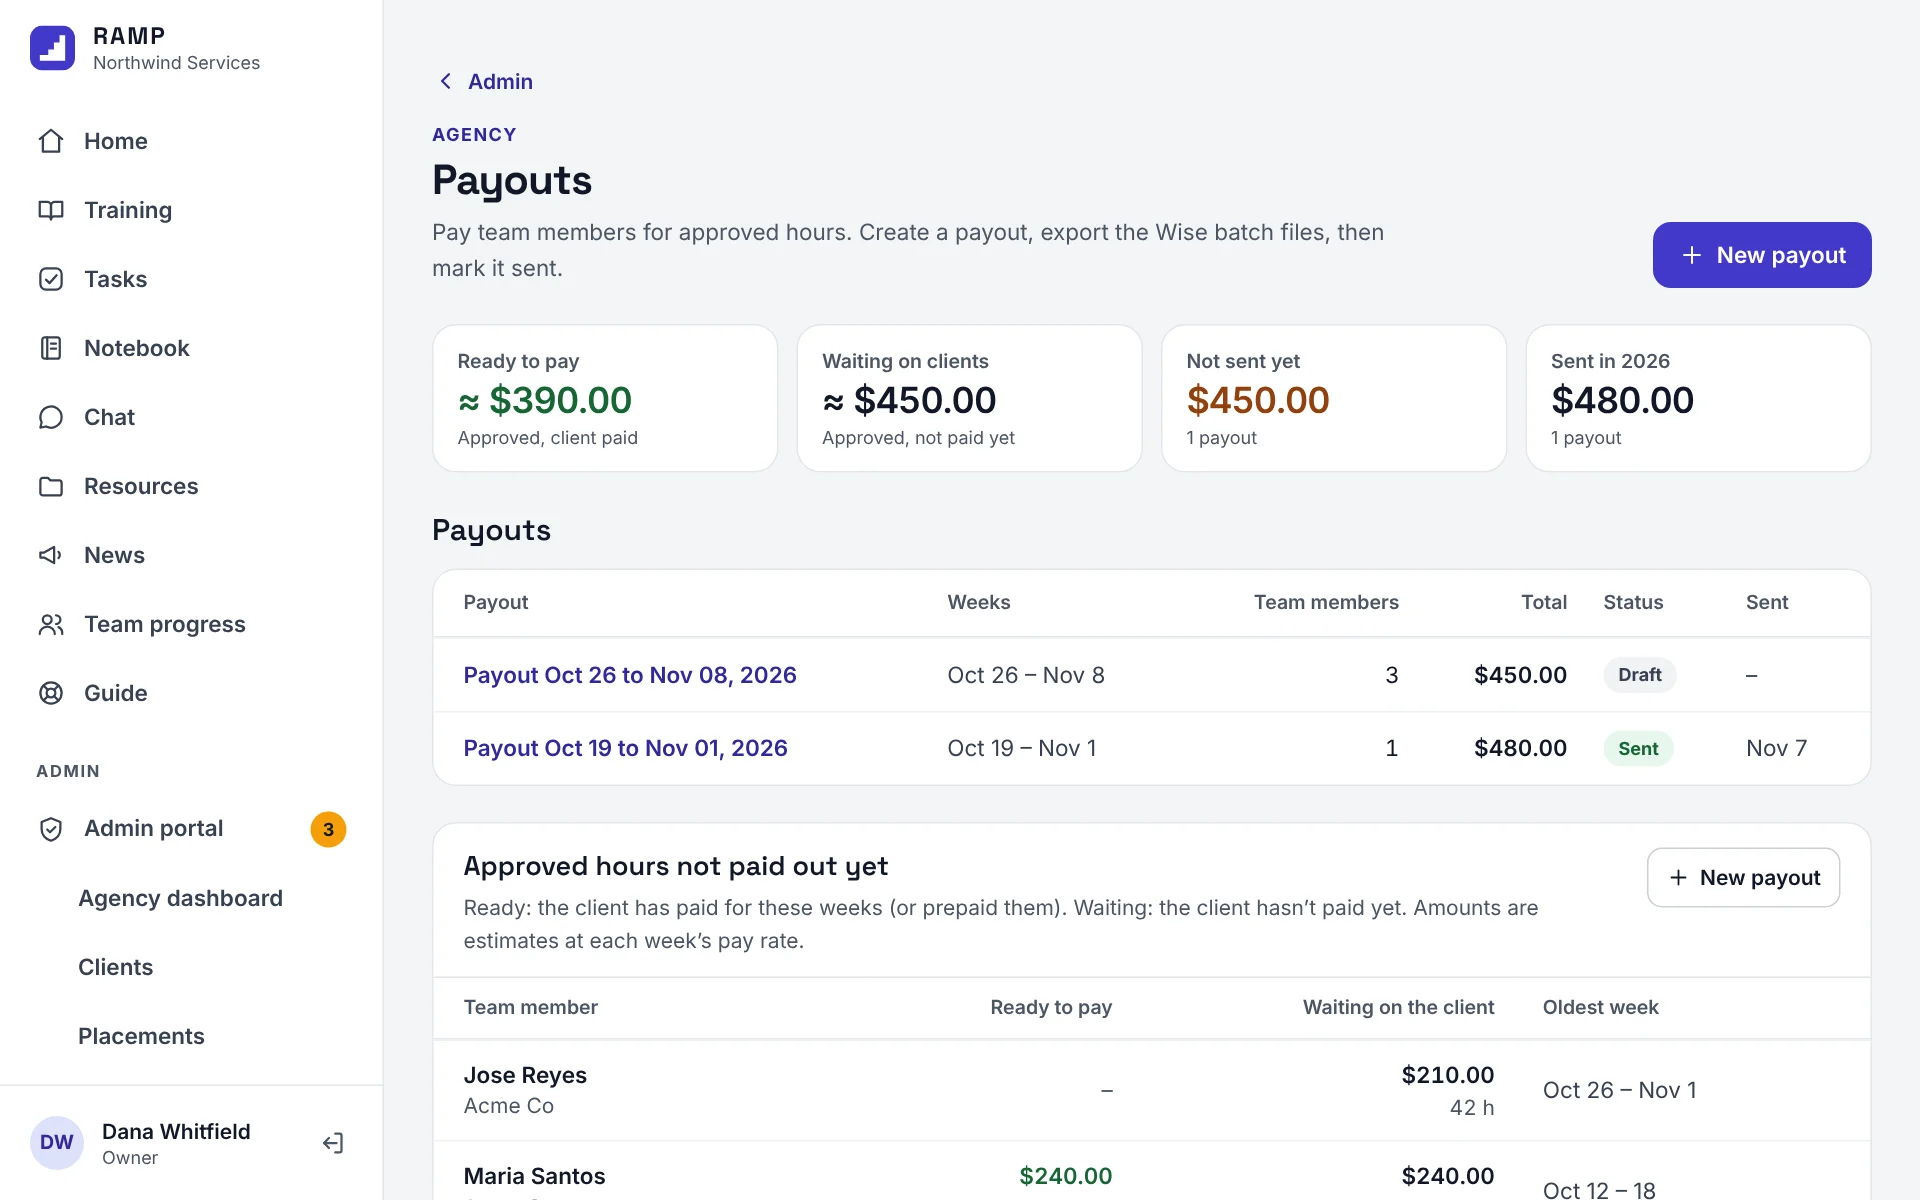 RAMP
Northwind Services
Home
Training
Tasks
Notebook
Chat
Resources
News
Team progress
Guide
ADMIN
Admin portal 3
Agency dashboard
Clients
Placements
DW
Dana Whitfield
Owner
Admin
AGENCY
Payouts
Pay team members for approved hours. Create a payout, export the Wise batch files, then
mark it sent.
+ New payout
Ready to pay
≈ $390.00
Approved, client paid
Waiting on clients
≈ $450.00
Approved, not paid yet
Not sent yet
$450.00
1 payout
Sent in 2026
$480.00
1 payout
Payouts
Payout Weeks Team members Total Status Sent
Payout Oct 26 to Nov 08, 2026 Oct 26 – Nov 8 3 $450.00 Draft –
Payout Oct 19 to Nov 01, 2026 Oct 19 – Nov 1 1 $480.00 Sent Nov 7
Approved hours not paid out yet
Ready: the client has paid for these weeks (or prepaid them). Waiting: the client hasn’t paid yet. Amounts are
estimates at each week’s pay rate.
+ New payout
Team member Ready to pay Waiting on the client Oldest week
Jose Reyes
Acme Co
– $210.00
42 h
Oct 26 – Nov 1
Maria Santos
$240.00 $240.00
Oct 12 – 18